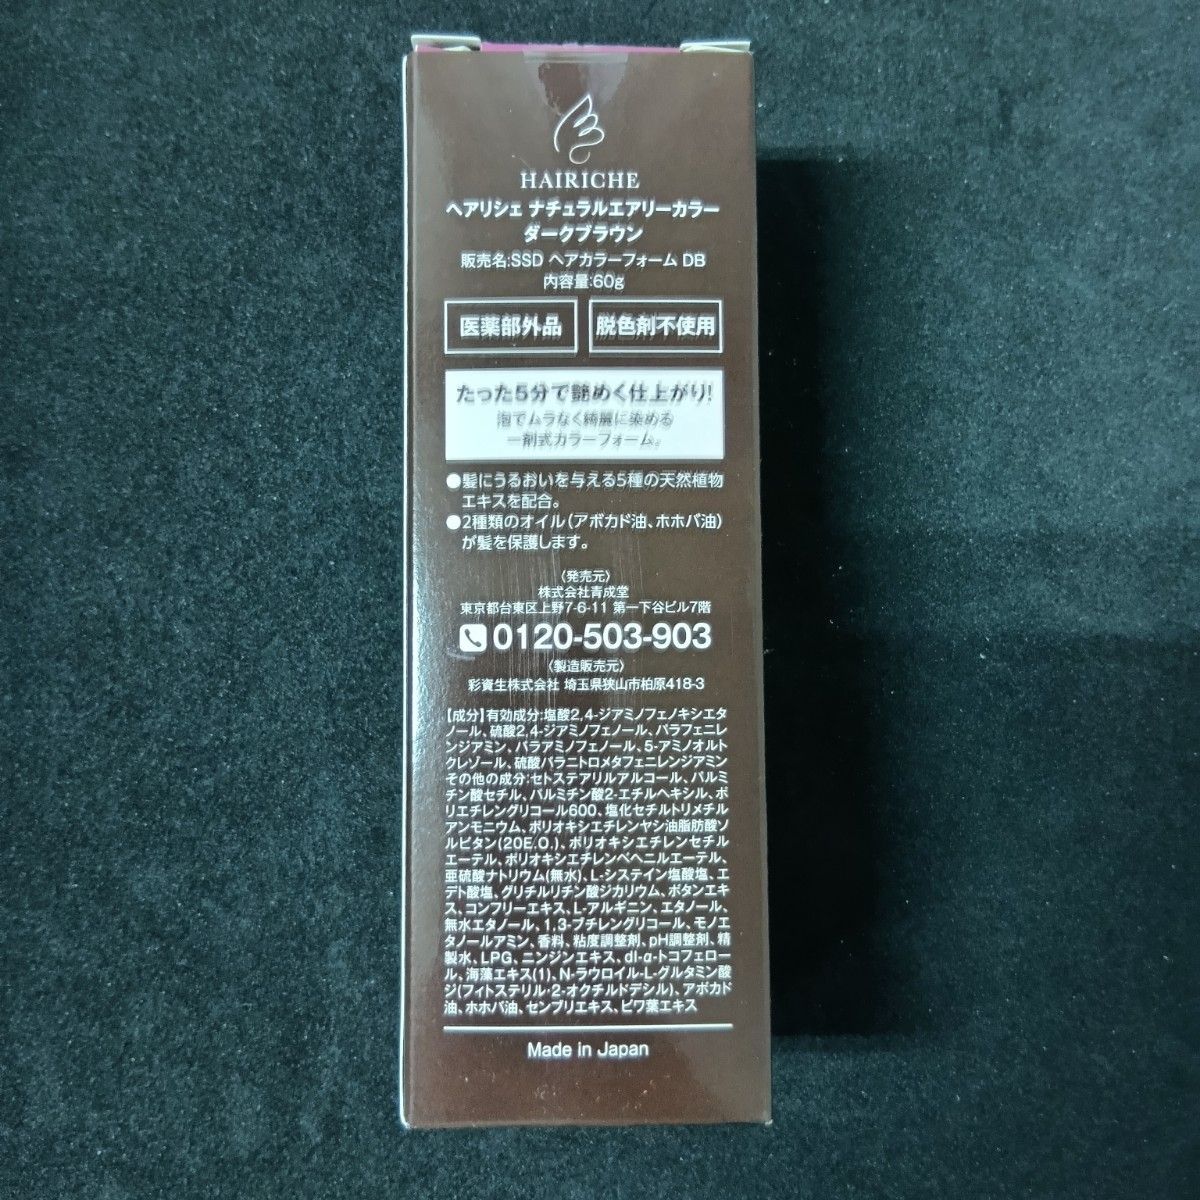 HAIRICHE
ヘアリシェ ナチュラルエアリーカラー
ダークブラウン
販売名:SSD ヘアカラーフォーム DB
内容量:60g
医薬部外品
脱色剤不使用
たった5分で艶めく仕上がり!
泡でムラなく綺麗に染める
一剤式カラーフォーム。
●髪にうるおいを与える5種の天然植物
エキスを配合。
●2種類のオイル(アボカド油、ホホバ油)
が髪を保護します。
〈発売元〉
株式会社青成堂
東京都台東区上野7-6-11 第一下谷ビル7階
0120-503-903
〈製造販売元〉
彩資生株式会社 埼玉県狭山市柏原418-3
【成分】有効成分:塩酸2,4-ジアミノフェノキシエタ
ノール、硫酸2,4-ジアミノフェノール、パラフェニレ
ンジアミン、パラアミノフェノール、5-アミノオルト
クレゾール、硫酸パラニトロメタフェニレンジアミン
その他の成分:セトステアリルアルコール、パルミ
チン酸セチル、パルミチン酸2-エチルヘキシル、ポ
リエチレングリコール600、塩化セチルトリメチル
アンモニウム、ポリオキシエチレンヤシ油脂肪酸ソ
ルビタン(20E.O.)、ポリオキシエチレンセチル
エーテル、ポリオキシエチレンベヘニルエーテル、
亜硫酸ナトリウム(無水)、L-システイン塩酸塩、エ
デト酸塩、グリチルリチン酸ジカリウム、ボタンエキ
ス、コンフリーエキス、L-アルギニン、エタノール、
無水エタノール、1,3-ブチレングリコール、モノエ
タノールアミン、香料、粘度調整剤、pH調整剤、精
製水、LPG、ニンジンエキス、dl-α-トコフェロー
ル、海藻エキス(1)、N-ラウロイル-L-グルタミン酸
ジ(フィトステリル・2-オクチルドデシル)、アボカド
油、ホホバ油、センブリエキス、ビワ葉エキス
Made in Japan